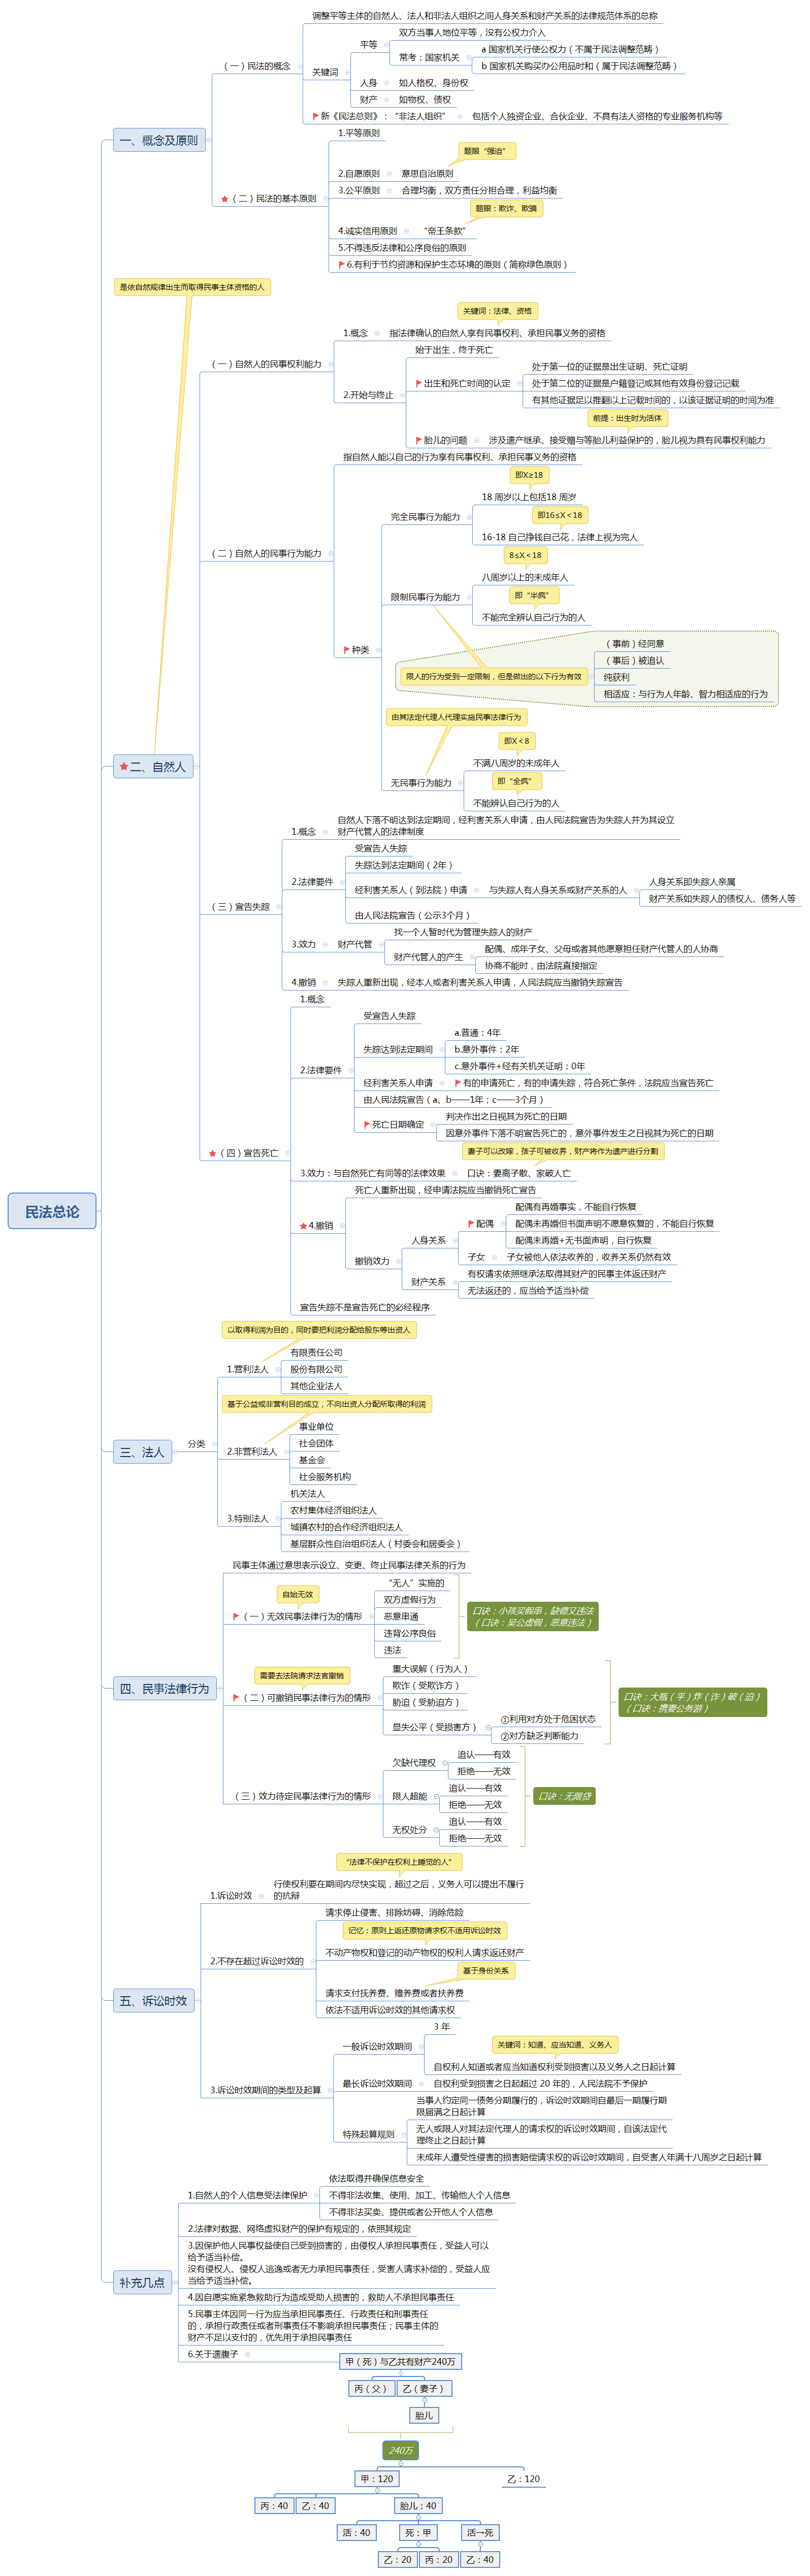 民法总论
一、概念及原则
（一）民法的概念
调整平等主体的自然人、法人和非法人组织之间人身关系和财产关系的法律规范体系的总称
关键词
平等
双方当事人地位平等，没有公权力介入
常考：国家机关
a 国家机关行使公权力（不属于民法调整范畴）
b 国家机关购买办公用品时和（属于民法调整范畴）
人身
如人格权、身份权
财产
如物权、债权
新《民法总则》：“非法人组织”
包括个人独资企业、合伙企业、不具有法人资格的专业服务机构等
（二）民法的基本原则
1.平等原则
题眼“强迫”
2.自愿原则
意思自治原则
3.公平原则
合理均衡，双方责任分担合理，利益均衡
题眼：欺诈、欺骗
4.诚实信用原则
“帝王条款”
5.不得违反法律和公序良俗的原则
6.有利于节约资源和保护生态环境的原则（简称绿色原则）
是依自然规律出生而取得民事主体资格的人
二、自然人
（一）自然人的民事权利能力
关键词：法律、资格
1.概念
指法律确认的自然人享有民事权利、承担民事义务的资格
2.开始与终止
始于出生，终于死亡
出生和死亡时间的认定
处于第一位的证据是出生证明、死亡证明
处于第二位的证据是户籍登记或其他有效身份登记记载
有其他证据足以推翻以上记载时间的，以该证据证明的时间为准
前提：出生时为活体
胎儿的问题
涉及遗产继承、接受赠与等胎儿利益保护的，胎儿视为具有民事权利能力
（二）自然人的民事行为能力
指自然人能以自己的行为享有民事权利、承担民事义务的资格
种类
完全民事行为能力
即X≥18
18 周岁以上包括18 周岁
即16≤X＜18
16-18 自己挣钱自己花，法律上视为完人
限制民事行为能力
8≤X＜18
八周岁以上的未成年人
即“半疯”
不能完全辨认自己行为的人
限人的行为受到一定限制，但是做出的以下行为有效
（事前）经同意
（事后）被追认
纯获利
相适应：与行为人年龄、智力相适应的行为
由其法定代理人代理实施民事法律行为
无民事行为能力
即X＜8
不满八周岁的未成年人
即“全疯”
不能辨认自己行为的人
（三）宣告失踪
1.概念
自然人下落不明达到法定期间，经利害关系人申请，由人民法院宣告为失踪人并为其设立
财产代管人的法律制度
2.法律要件
受宣告人失踪
失踪达到法定期间（2年）
经利害关系人（到法院）申请
与失踪人有人身关系或财产关系的人
人身关系即失踪人亲属
财产关系如失踪人的债权人、债务人等
由人民法院宣告（公示3个月）
3.效力
财产代管
找一个人暂时代为管理失踪人的财产
财产代管人的产生
配偶、成年子女、父母或者其他愿意担任财产代管人的人协商
协商不能时，由法院直接指定
4.撤销
失踪人重新出现，经本人或者利害关系人申请，人民法院应当撤销失踪宣告
（四）宣告死亡
1.概念
2.法律要件
受宣告人失踪
失踪达到法定期间
a.普通：4年
b.意外事件：2年
c.意外事件+经有关机关证明：0年
经利害关系人申请
有的申请死亡，有的申请失踪，符合死亡条件，法院应当宣告死亡
由人民法院宣告（a、b——1年；c——3个月）
死亡日期确定
判决作出之日视其为死亡的日期
因意外事件下落不明宣告死亡的，意外事件发生之日视其为死亡的日期
妻子可以改嫁，孩子可被收养，财产将作为遗产进行分割
3.效力：与自然死亡有同等的法律效果
口诀：妻离子散、家破人亡
4.撤销
死亡人重新出现，经申请法院应当撤销死亡宣告
撤销效力
人身关系
配偶
配偶有再婚事实，不能自行恢复
配偶未再婚但书面声明不愿意恢复的，不能自行恢复
配偶未再婚+无书面声明，自行恢复
子女
子女被他人依法收养的，收养关系仍然有效
财产关系
有权请求依照继承法取得其财产的民事主体返还财产
无法返还的，应当给予适当补偿
宣告失踪不是宣告死亡的必经程序
三、法人
分类
以取得利润为目的，同时要把利润分配给股东等出资人
1.营利法人
有限责任公司
股份有限公司
其他企业法人
基于公益或非营利目的成立，不向出资人分配所取得的利润
2.非营利法人
事业单位
社会团体
基金会
社会服务机构
3.特别法人
机关法人
农村集体经济组织法人
城镇农村的合作经济组织法人
基层群众性自治组织法人（村委会和居委会）
四、民事法律行为
民事主体通过意思表示设立、变更、终止民事法律关系的行为
自始无效
（一）无效民事法律行为的情形
“无人”实施的
双方虚假行为
恶意串通
违背公序良俗
违法
口诀：小孩买假用，缺德又违法
（口诀：吴公虚假，恶意违法）
需要去法院请求法官撤销
（二）可撤销民事法律行为的情形
重大误解（行为人）
欺诈（受欺诈方）
胁迫（受胁迫方）
显失公平（受损害方）
①利用对方处于危困状态
②对方缺乏判断能力
口诀：大瓶（平）炸（诈）破（迫）
（口诀：携妻公务游）
（三）效力待定民事法律行为的情形
欠缺代理权
追认——有效
拒绝——无效
限人超能
追认——有效
拒绝——无效
无权处分
追认——有效
拒绝——无效
口诀：无限贷
五、诉讼时效
“法律不保护在权利上睡觉的人”
1.诉讼时效
行使权利要在期间内尽快实现，超过之后，义务人可以提出不履行
的抗辩
2.不存在超过诉讼时效的
请求停止侵害、排除妨碍、消除危险
记忆：原则上返还原物请求权不适用诉讼时效
不动产物权和登记的动产物权的权利人请求返还财产
基于身份关系
请求支付抚养费、赡养费或者扶养费
依法不适用诉讼时效的其他请求权
3.诉讼时效期间的类型及起算
一般诉讼时效期间
3 年
关键词：知道、应当知道、义务人
自权利人知道或者应当知道权利受到损害以及义务人之日起计算
最长诉讼时效期间
自权利受到损害之日起超过 20 年的，人民法院不予保护
特殊起算规则
当事人约定同一债务分期履行的，诉讼时效期间自最后一期履行期
限届满之日起计算
无人或限人对其法定代理人的请求权的诉讼时效期间，自该法定代
理终止之日起计算
未成年人遭受性侵害的损害赔偿请求权的诉讼时效期间，自受害人年满十八周岁之日起计算
补充几点
1.自然人的个人信息受法律保护
依法取得并确保信息安全
不得非法收集、使用、加工、传输他人个人信息
不得非法买卖、提供或者公开他人个人信息
2.法律对数据、网络虚拟财产的保护有规定的，依照其规定
3.因保护他人民事权益使自己受到损害的，由侵权人承担民事责任，受益人可以
给予适当补偿。
没有侵权人、侵权人逃逸或者无力承担民事责任，受害人请求补偿的，受益人应
当给予适当补偿。
4.因自愿实施紧急救助行为造成受助人损害的，救助人不承担民事责任
5.民事主体因同一行为应当承担民事责任、行政责任和刑事责任
的，承担行政责任或者刑事责任不影响承担民事责任；民事主体的
财产不足以支付的，优先用于承担民事责任
6.关于遗腹子
甲（死）与乙共有财产240万
丙（父）
乙（妻子）
胎儿
240万
甲：120
乙：120
丙：40
乙：40
胎儿：40
活：40
死：甲
活→死
乙：20
丙：20
乙：40